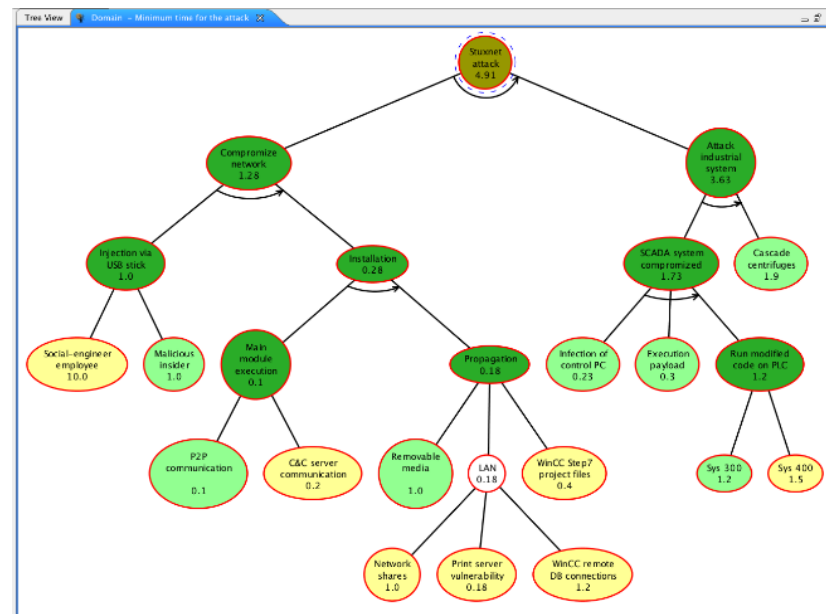 Tree View
Domain - Minimum time for the attack
Stuxnet
attack
4.91
Compromize
network
1.28
Attack
industrial
system
3.63
Injection via
USB stick
1.0
Installation
0.28
SCADA system
compromized
1.73
Cascade
centrifuges
1.9
Social-engineer
employee
10.0
Malicious
insider
1.0
Main
module
execution
0.1
Propagation
0.18
Infection of
control PC
0.23
Execution
payload
0.3
Run modified
code on PLC
1.2
P2P
communication
0.1
C&C server
communication
0.2
Removable
media
1.0
LAN
0.18
WinCC Step7
project files
0.4
Sys 300
1.2
Sys 400
1.5
Network
shares
1.0
Print server
vulnerability
0.18
WinCC remote
DB connections
1.2